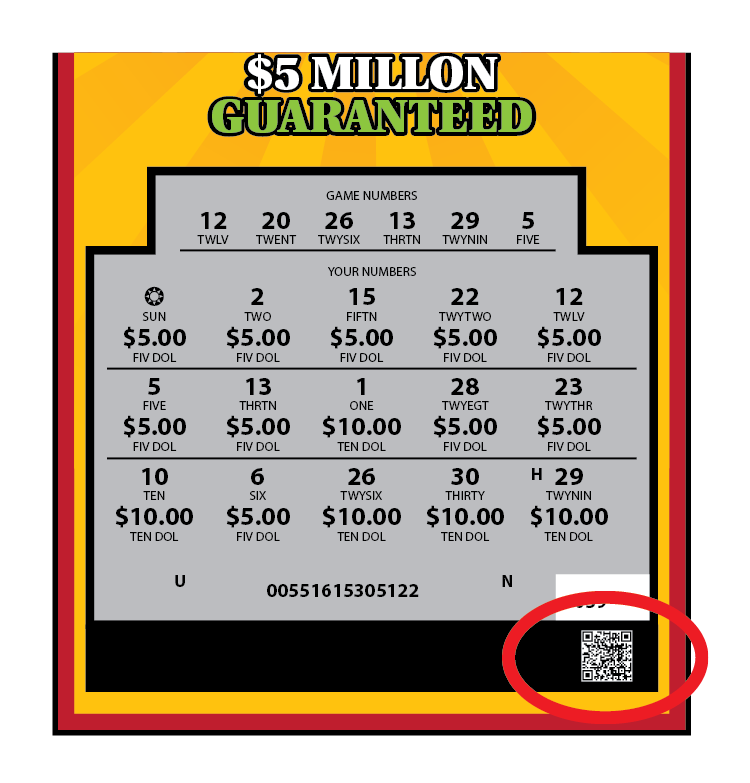 $5 MILLON
GUARANTEED
GAME NUMBERS
12 20 26 13 29 5
TWLV TWENT TWYSIX THRTN TWYNIN FIVE
YOUR NUMBERS
2 15 22 12
SUN TWO FIFTN TWYTWO TWLV
$5.00 $5.00 $5.00 $5.00 $5.00
FIV DOL FIV DOL FIV DOL FIV DOL FIV DOL
5 13 1 28 23
FIVE THRTN ONE TWYEGT TWYTHR
$5.00 $5.00 $10.00 $5.00 $5.00
FIV DOL FIV DOL TEN DOL FIV DOL FIV DOL
10 6 26 30 H 29
TEN SIX TWYSIX THIRTY TWYNIN
$10.00 $5.00 $10.00 $10.00 $10.00
TEN DOL FIV DOL TEN DOL TEN DOL TEN DOL
U 00551615305122 N